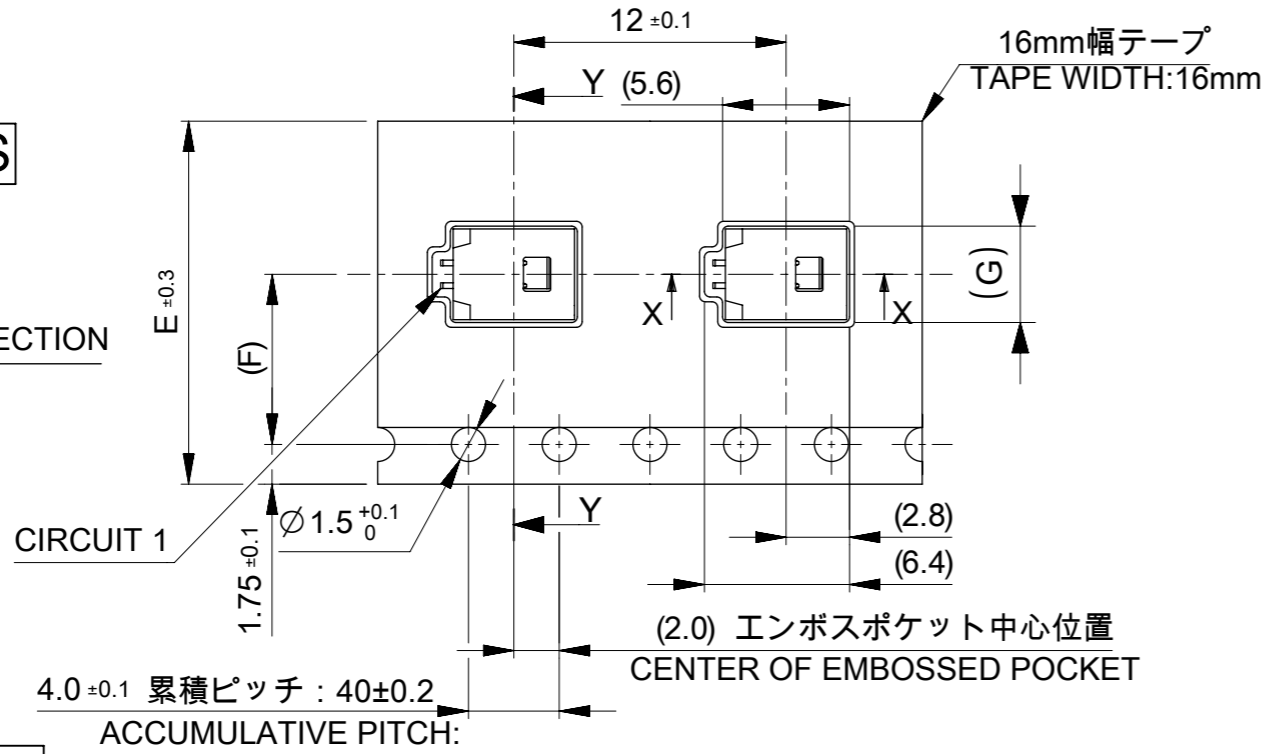 12 ±0.1
16mm幅テープ
TAPE WIDTH:16mm
Y
(5.6)
S
E ±0.3
(F)
(G)
X
X
ECTION
CIRCUIT 1
1.75 ±0.1
∅1.5 +0.1 0
Y
(2.8)
(6.4)
(2.0) エンボスポケット中心位置
CENTER OF EMBOSSED POCKET
4.0 ±0.1 累積ピッチ : 40±0.2
ACCUMULATIVE PITCH: